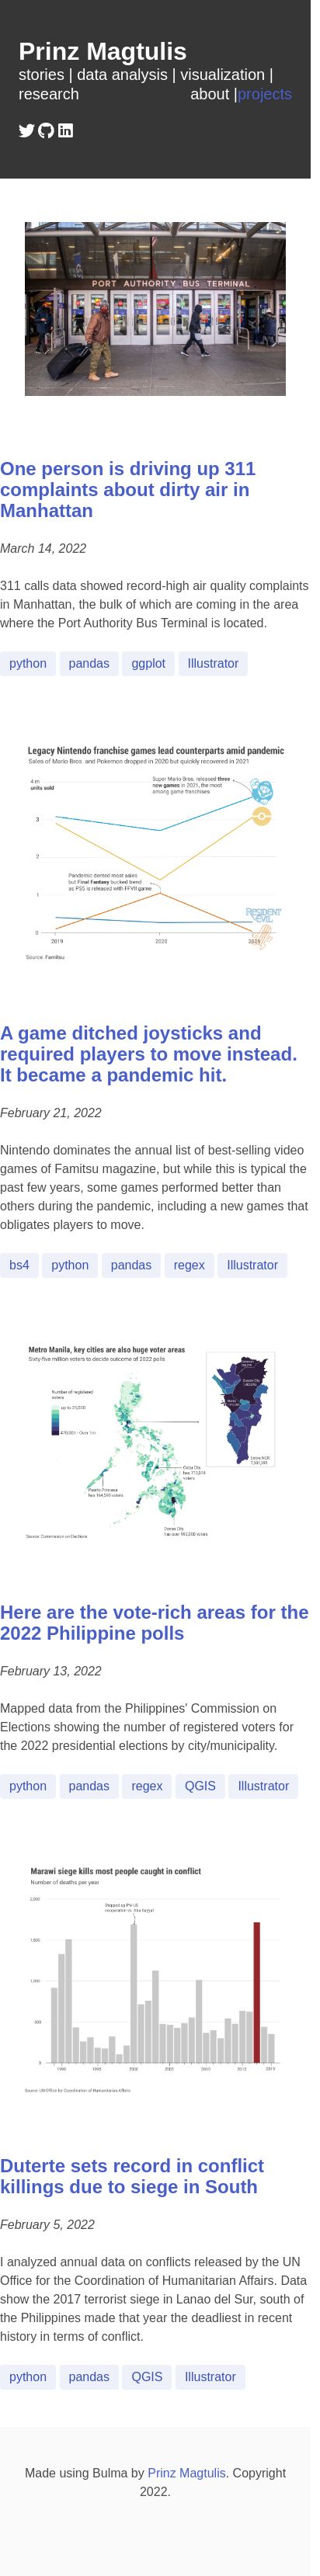 Prinz Magtulis
stories | data analysis | visualization |
research
about |projects
PORT AUTHORITY BUS TERMINAL
One person is driving up 311
complaints about dirty air in
Manhattan
March 14, 2022
311 calls data showed record-high air quality complaints
in Manhattan, the bulk of which are coming in the area
where the Port Authority Bus Terminal is located.
python pandas ggplot Illustrator
Legacy Nintendo franchise games lead counterparts amid pandemic
Sales of Mario Bros. and Pokemon dropped in 2020 but quickly recovered in 2021
4 m
units sold
Super Mario Bros. released three
new games in 2021, the most
among game franchises.
3
2
Pandemic dented most sales
but Final Fantasy bucked trend
as PS5 is released with FFVII game
1
RESIDENT
EVIL
0
2019
2020
2021
Source: Famitsu
A game ditched joysticks and
required players to move instead.
It became a pandemic hit.
February 21, 2022
Nintendo dominates the annual list of best-selling video
games of Famitsu magazine, but while this is typical the
past few years, some games performed better than
others during the pandemic, including a new games that
obligates players to move.
bs4 python pandas regex Illustrator
Metro Manila, key cities are also huge voter areas
Sixty-five million voters to decide outcome of 2022 polls
Number of registered
voters
Source: Commission on Elections
Here are the vote-rich areas for the
2022 Philippine polls
February 13, 2022
Mapped data from the Philippines' Commission on
Elections showing the number of registered voters for
the 2022 presidential elections by city/municipality.
python pandas regex QGIS Illustrator
Marawi siege kills most people caught in conflict
Number of deaths per year
2,000
1,500
1,000
500
0
1990
1995
2000
2005
2010
2015
2019
Source: UN Office for Coordination of Humanitarian Affairs
Duterte sets record in conflict
killings due to siege in South
February 5, 2022
I analyzed annual data on conflicts released by the UN
Office for the Coordination of Humanitarian Affairs. Data
show the 2017 terrorist siege in Lanao del Sur, south of
the Philippines made that year the deadliest in recent
history in terms of conflict.
python pandas QGIS Illustrator
Made using Bulma by Prinz Magtulis. Copyright
2022.